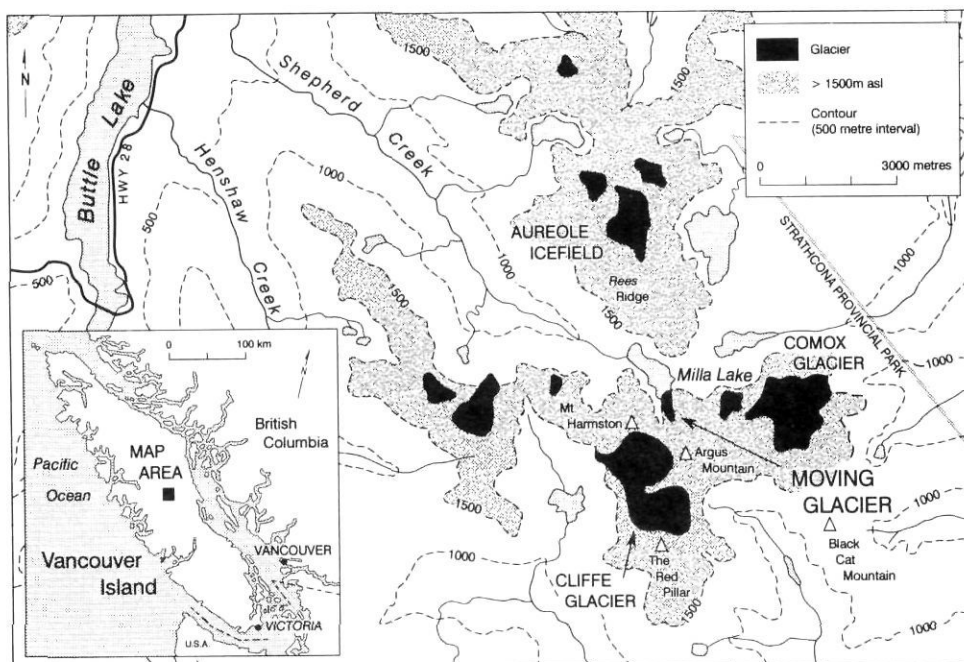 1500
1500
1500
N
Buttle Lake
HWY 28
Shepherd
Creek
Henshaw
Creek
1000
500
1000
500
1500
1500
AUREOLE
ICEFIELD
Rees
Ridge
1500
Glacier
> 1500m asl
Contour
(500 metre interval)
0
3000 metres
STRATHCONA PROVINCIAL PARK
1000
COMOX
GLACIER
1000
Milla Lake
Mt
Harmston
Argus
Mountain
MOVING
GLACIER
1000
Black
Cat
Mountain
1000
1000
CLIFFE
GLACIER
The
Red
Pillar
1500
0
100 km
N
British
Columbia
Pacific
Ocean
MAP
AREA
Vancouver
Island
VANCOUVER
VICTORIA
U.S.A.